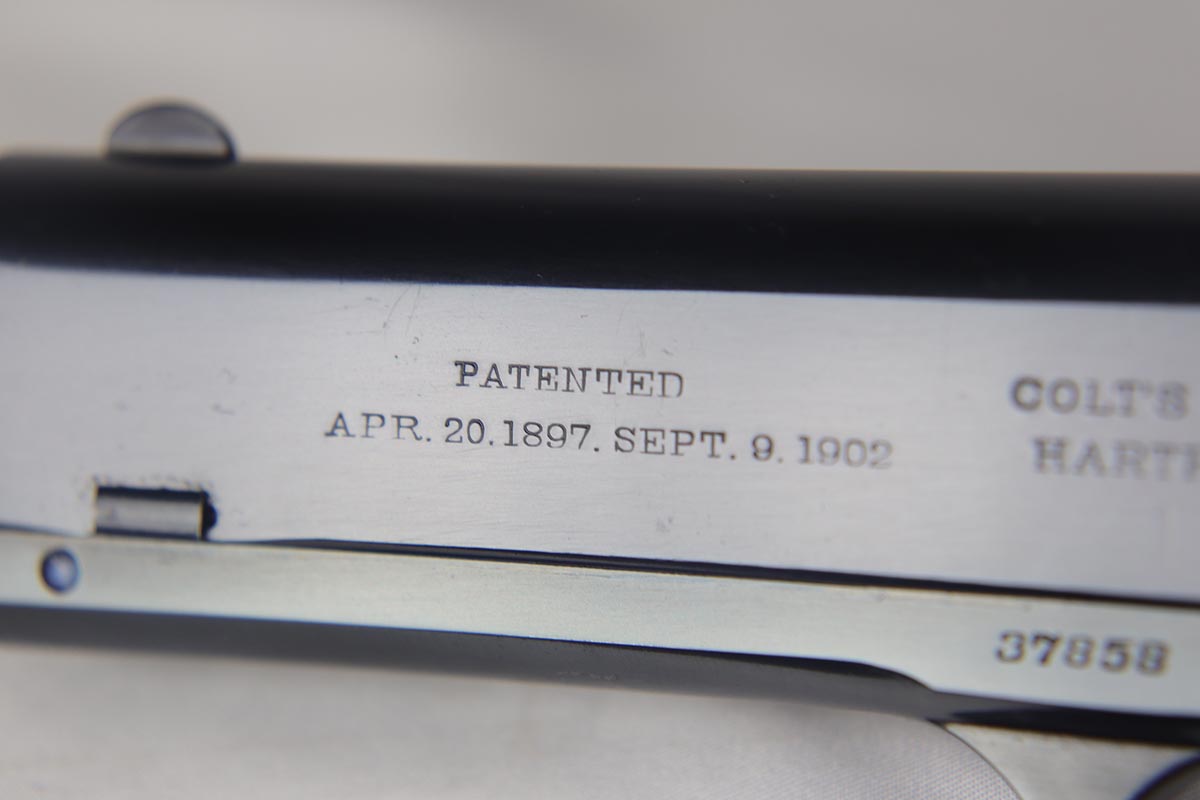 PATENTED
APR. 20. 1897. SEPT. 9. 1902
COLT'S
37858